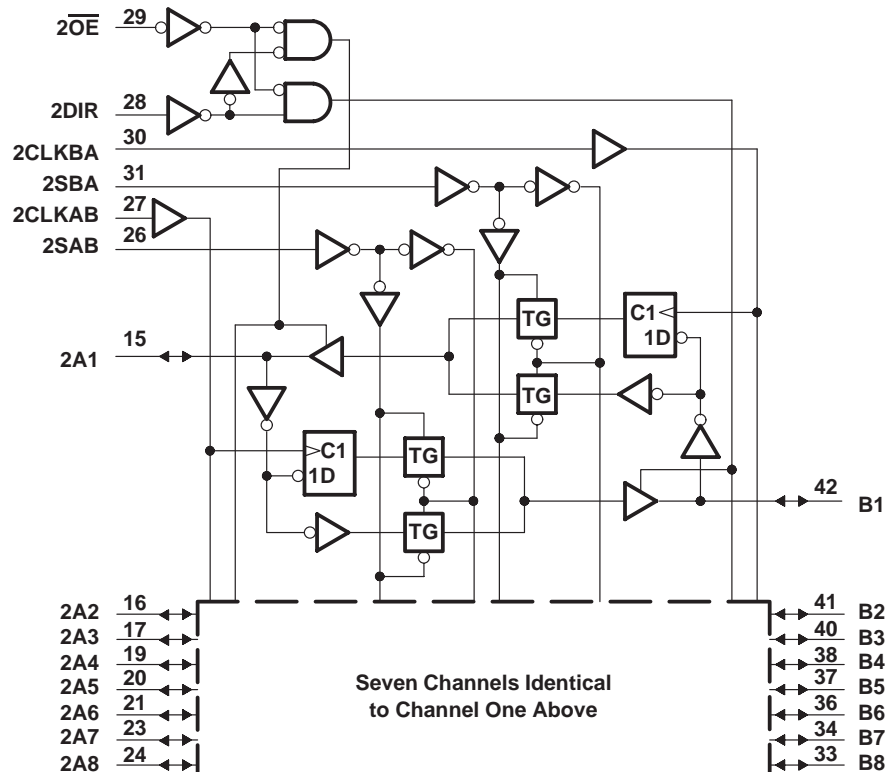 2OE 29
2DIR 28
2CLKBA 30
2SBA 31
2CLKAB 27
2SAB 26
TG C1
1D
2A1 15
TG
C1 TG
1D
42 B1
TG
2A2 16 41 B2
2A3 17 40 B3
2A4 19 38 B4
2A5 20 37 B5
2A6 21 36 B6
2A7 23 34 B7
2A8 24 33 B8
Seven Channels Identical
to Channel One Above